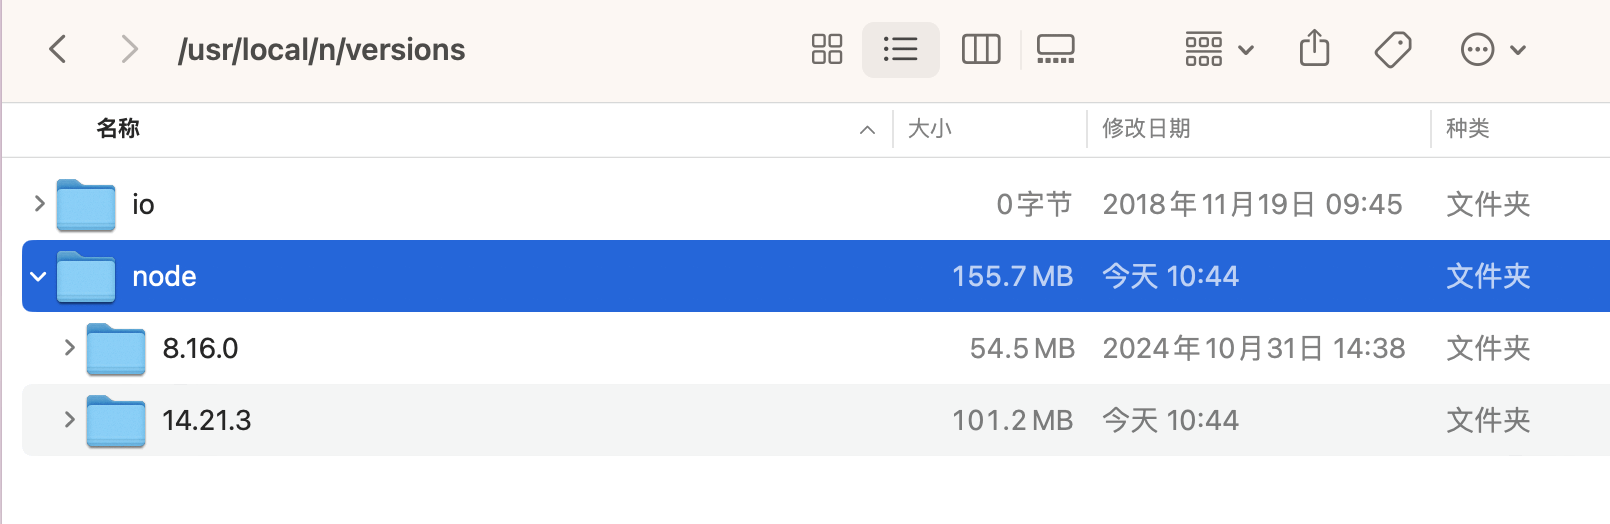 /usr/local/n/versions
名称 大小 修改日期 种类
io 0字节 2018年11月19日 09:45 文件夹
node 155.7 MB 今天 10:44 文件夹
8.16.0 54.5 MB 2024年10月31日 14:38 文件夹
14.21.3 101.2 MB 今天 10:44 文件夹